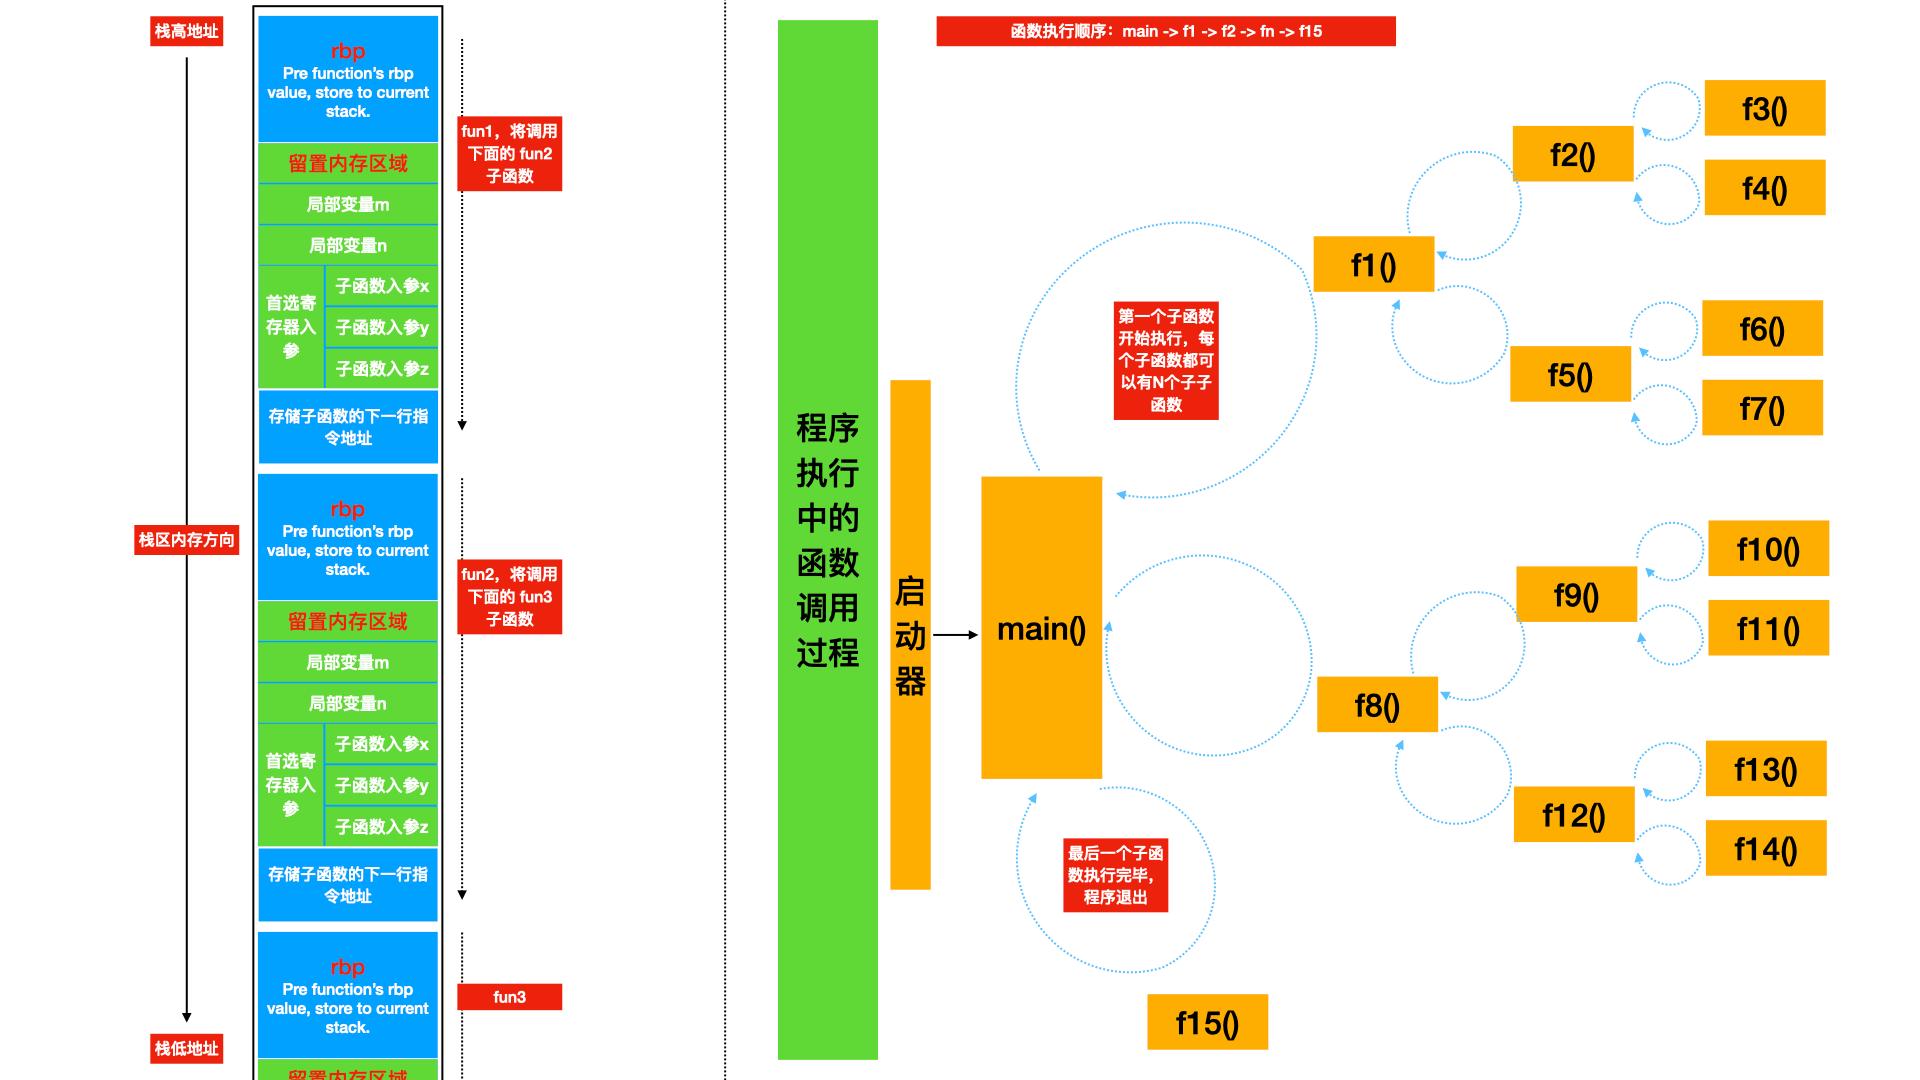 栈高地址
rbp
Pre function's rbp
value, store to current
stack.
留置内存区域
局部变量m
局部变量n
首选寄
存器入
参
子函数入参x
子函数入参y
子函数入参z
存储子函数的下一行指
令地址
fun1，将调用
下面的 fun2
子函数
栈区内存方向
rbp
Pre function's rbp
value, store to current
stack.
留置内存区域
局部变量m
局部变量n
首选寄
存器入
参
子函数入参x
子函数入参y
子函数入参z
存储子函数的下一行指
令地址
fun2，将调用
下面的 fun3
子函数
rbp
Pre function's rbp
value, store to current
stack.
留置内存区域
fun3
栈低地址
程序
执行
中的
函数
调用
过程
启
动
器
函数执行顺序：main -> f1 -> f2 -> fn -> f15
main()
第一个子函数
开始执行，每
个子函数都可
以有N个子子
函数
最后一个子函
数执行完毕，
程序退出
f1()
f2()
f3()
f4()
f5()
f6()
f7()
f8()
f9()
f10()
f11()
f12()
f13()
f14()
f15()